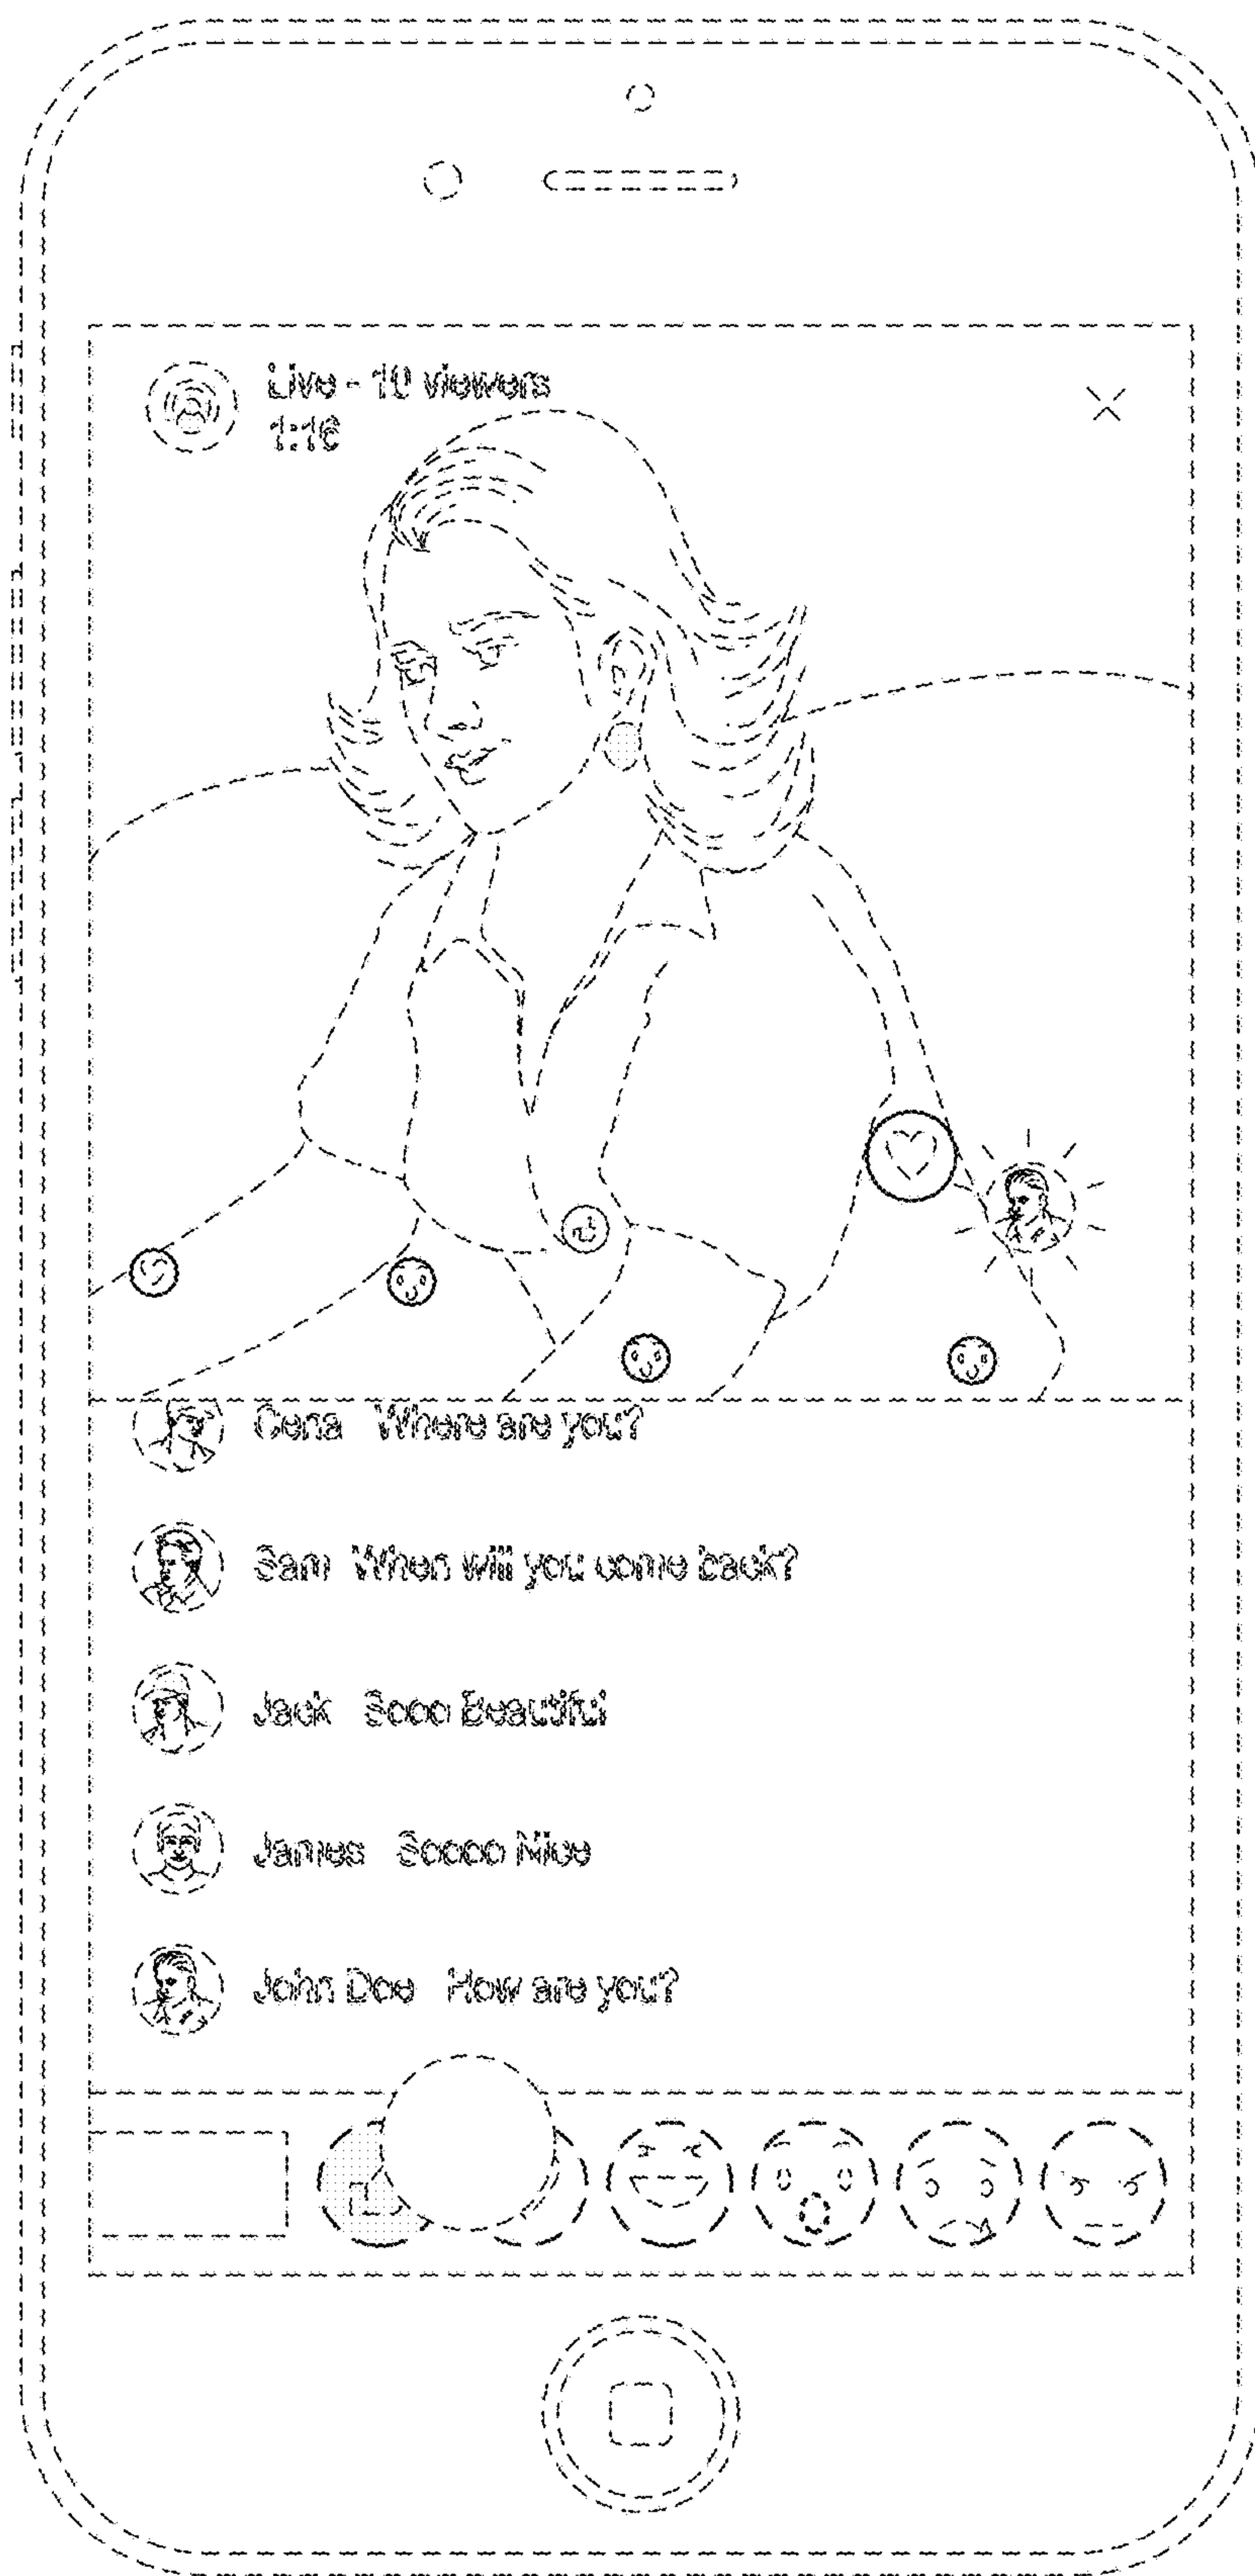 Live - 10 viewers
1:16
Cena Where are you?
Sam When will you come back?
Jack Sooo Beautiful
James Soooo Nice
John Doe How are you?